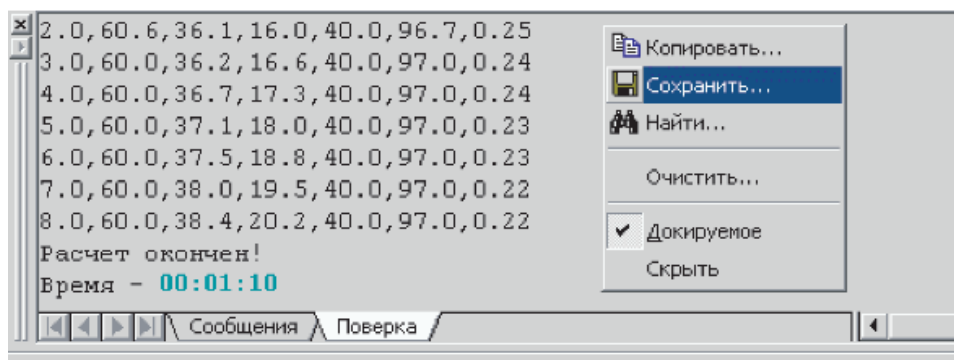 2.0,60.6,36.1,16.0,40.0,96.7,0.25
3.0,60.0,36.2,16.6,40.0,97.0,0.24
4.0,60.0,36.7,17.3,40.0,97.0,0.24
5.0,60.0,37.1,18.0,40.0,97.0,0.23
6.0,60.0,37.5,18.8,40.0,97.0,0.23
7.0,60.0,38.0,19.5,40.0,97.0,0.22
8.0,60.0,38.4,20.2,40.0,97.0,0.22
Расчет окончен!
Время - 00:01:10
Копировать...
Сохранить...
Найти...
Очистить...
Докируемое
Скрыть
Сообщения
Поверка